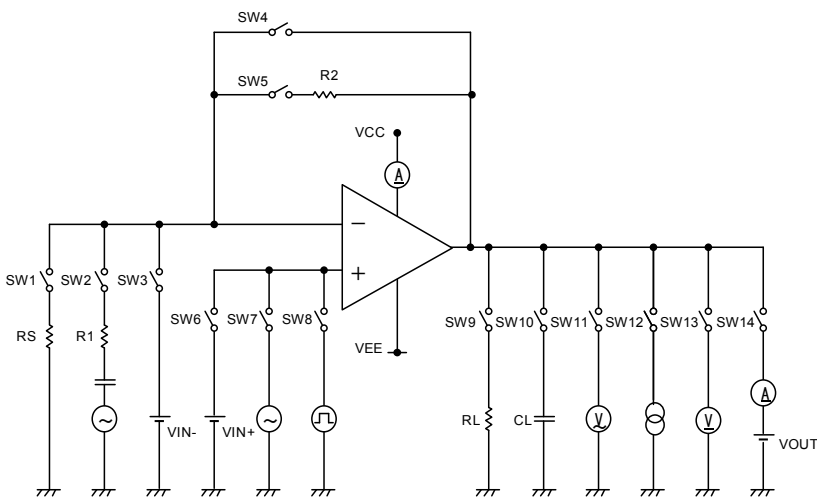 SW4
SW5
R2
VCC
A
−
+
SW1
SW2
SW3
SW6
SW7
SW8
SW9
SW10
SW11
SW12
SW13
SW14
RS
R1
VEE
A
VIN-
VIN+
RL
CL
V
V
VOUT